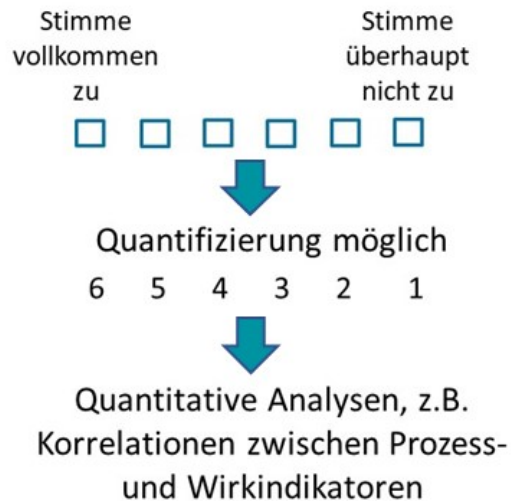 Stimme
vollkommen
zu
Stimme
überhaupt
nicht zu
Quantifizierung möglich
6 5 4 3 2 1
Quantitative Analysen, z.B.
Korrelationen zwischen Prozess-
und Wirkindikatoren